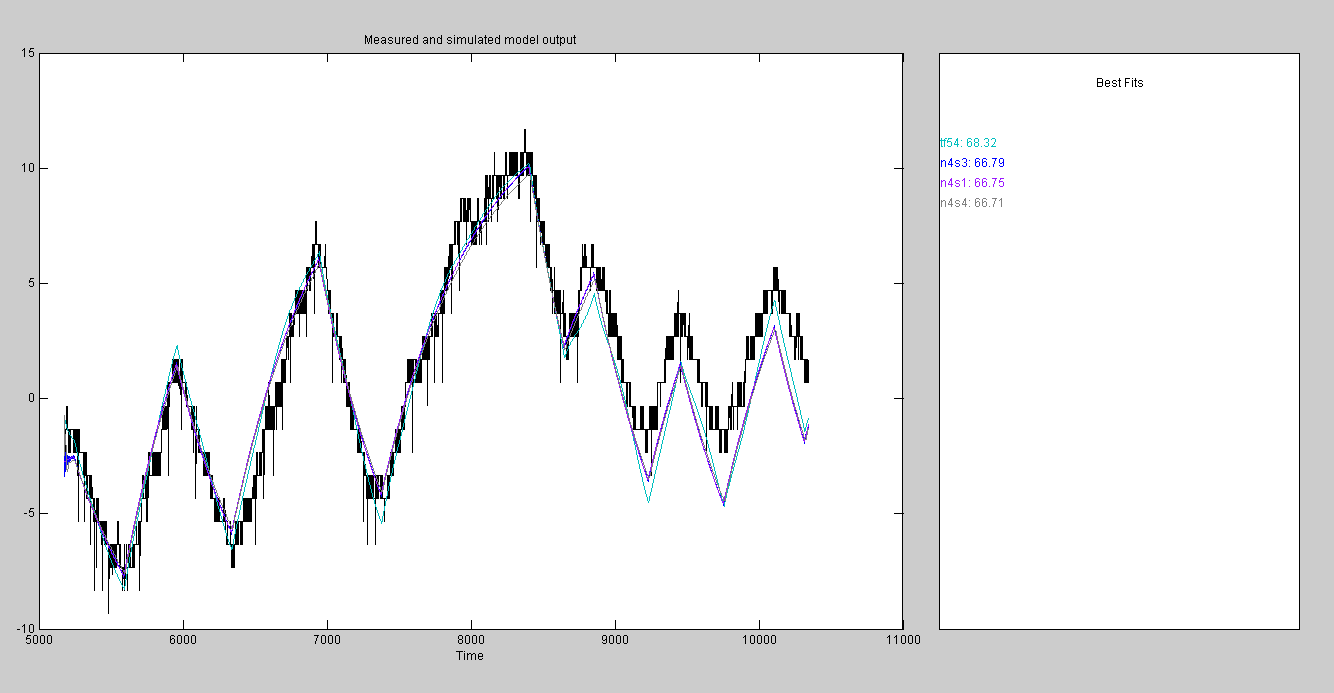 Measured and simulated model output
15
10
5
0
-5
-10
5000 6000 7000 8000 9000 10000 11000
Time
Best Fits
tf54: 68.32
n4s3: 66.79
n4s1: 66.75
n4s4: 66.71